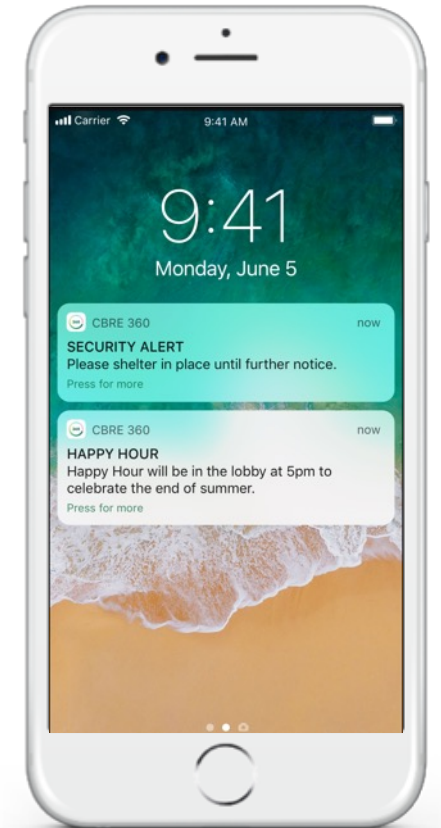 Carrier 9:41 AM
9:41
Monday, June 5
CBRE 360 now
SECURITY ALERT
Please shelter in place until further notice.
Press for more
CBRE 360 now
HAPPY HOUR
Happy Hour will be in the lobby at 5pm to
celebrate the end of summer.
Press for more